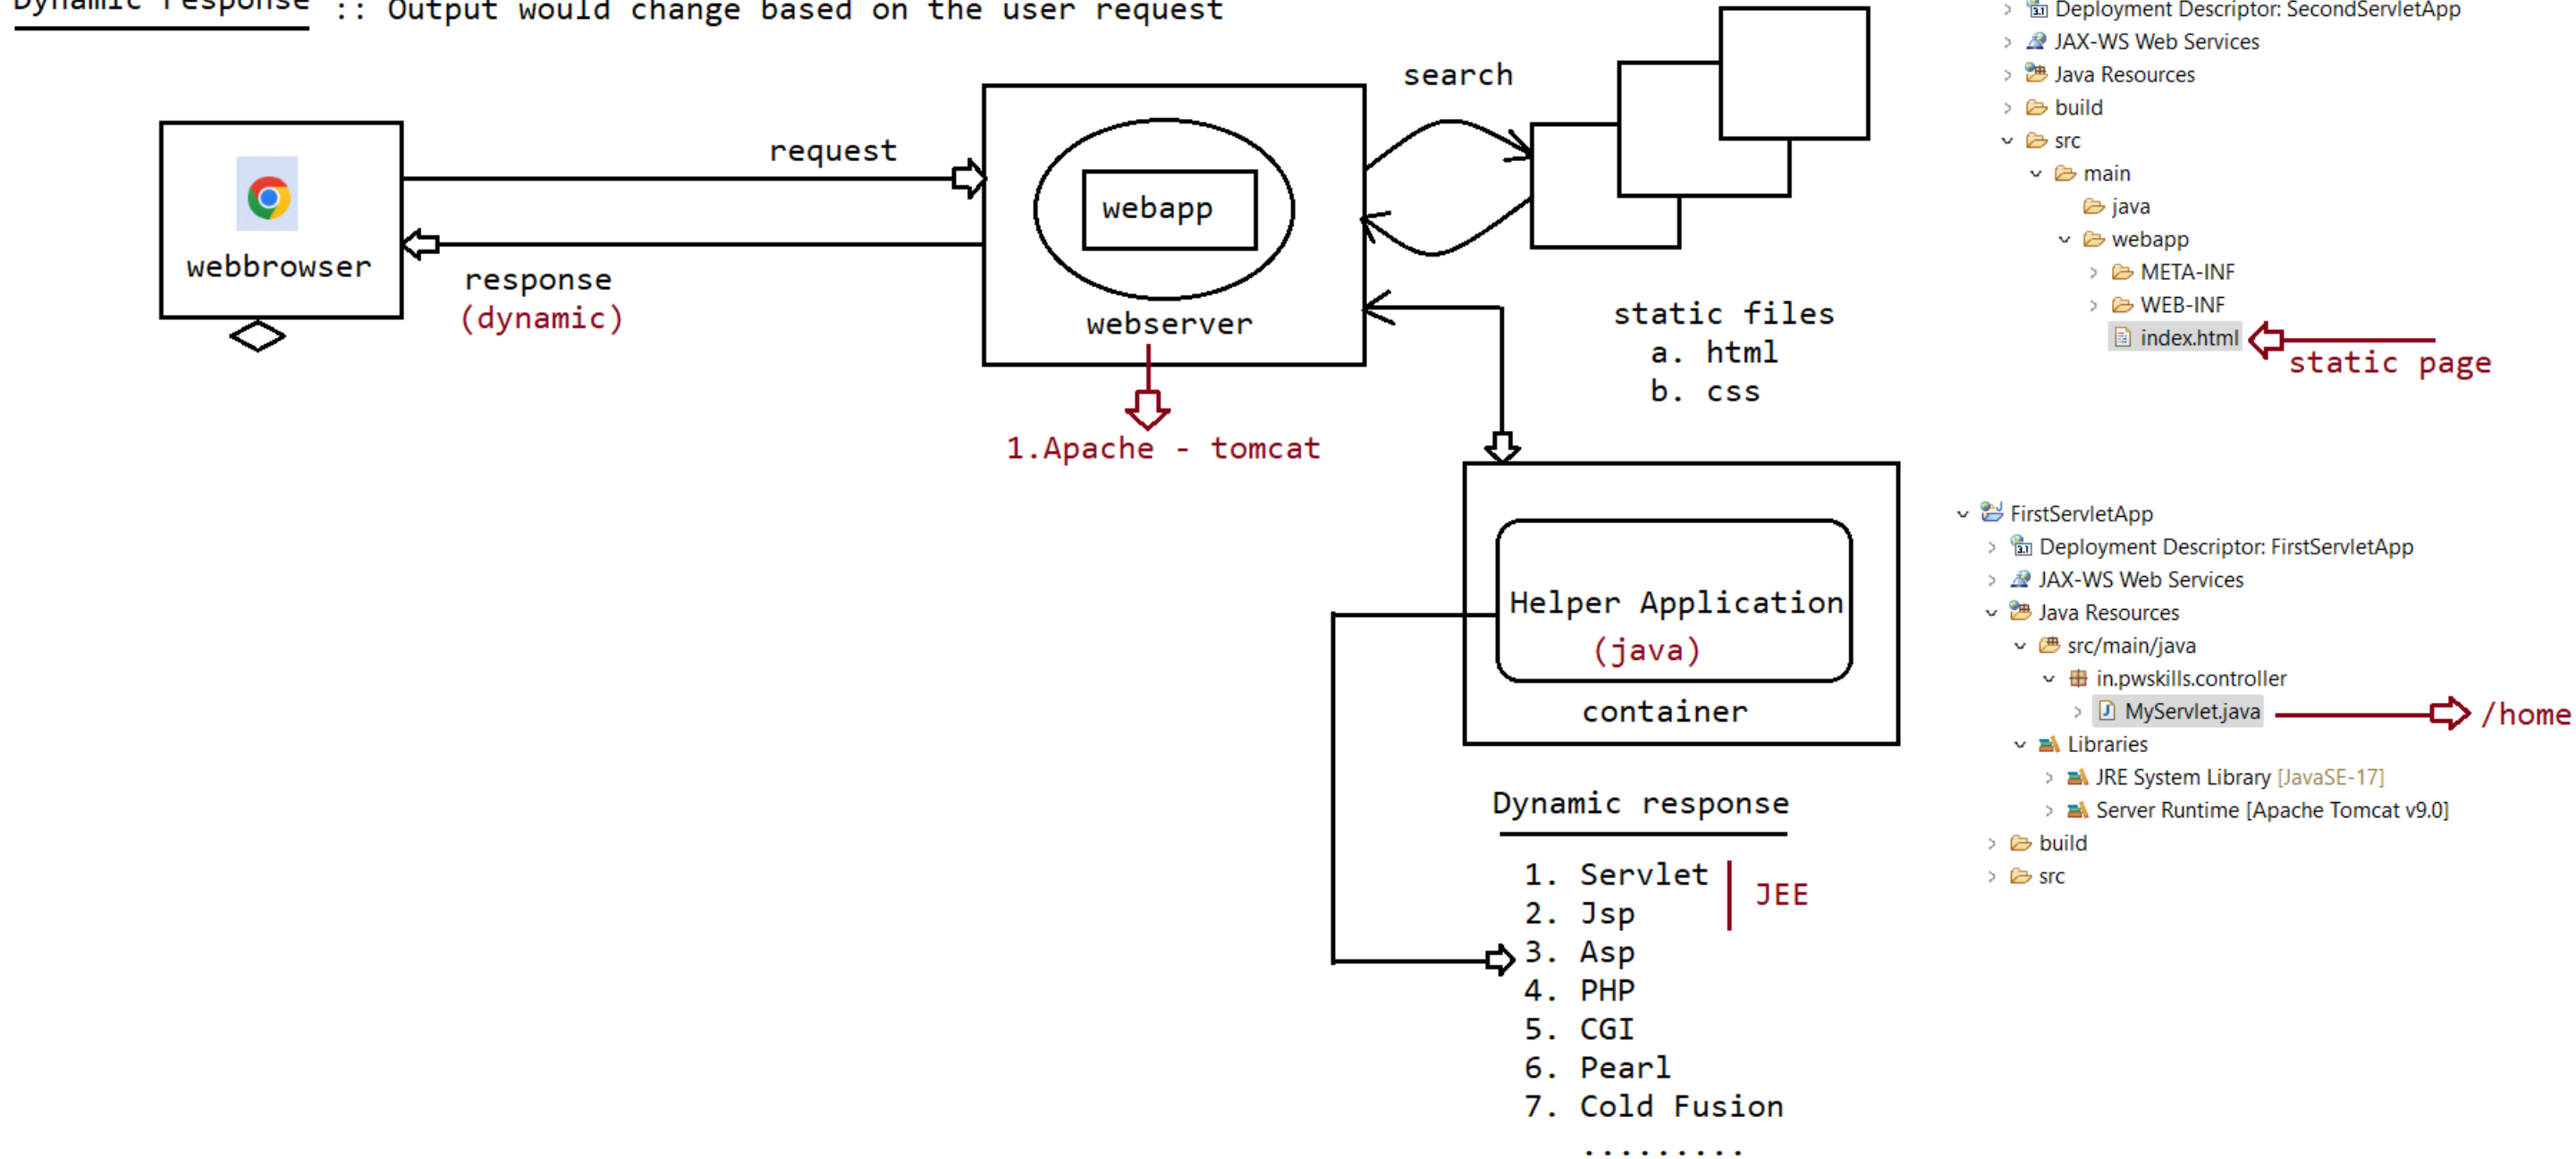 Dynamic response :: Output would change based on the user request
search
request
webapp
webbrowser
response
(dynamic)
webserver
1.Apache - tomcat
static files
a. html
b. css
Helper Application
(java)
container
Dynamic response
1. Servlet
2. Jsp
JEE
3. Asp
4. PHP
5. CGI
6. Pearl
7. Cold Fusion
.........
Deployment Descriptor: SecondServletApp
JAX-WS Web Services
Java Resources
build
src
main
java
webapp
META-INF
WEB-INF
index.html
static page
FirstServletApp
3.1 Deployment Descriptor: FirstServletApp
JAX-WS Web Services
Java Resources
src/main/java
in.pwskills.controller
MyServlet.java /home
Libraries
JRE System Library [JavaSE-17]
Server Runtime [Apache Tomcat v9.0]
build
src